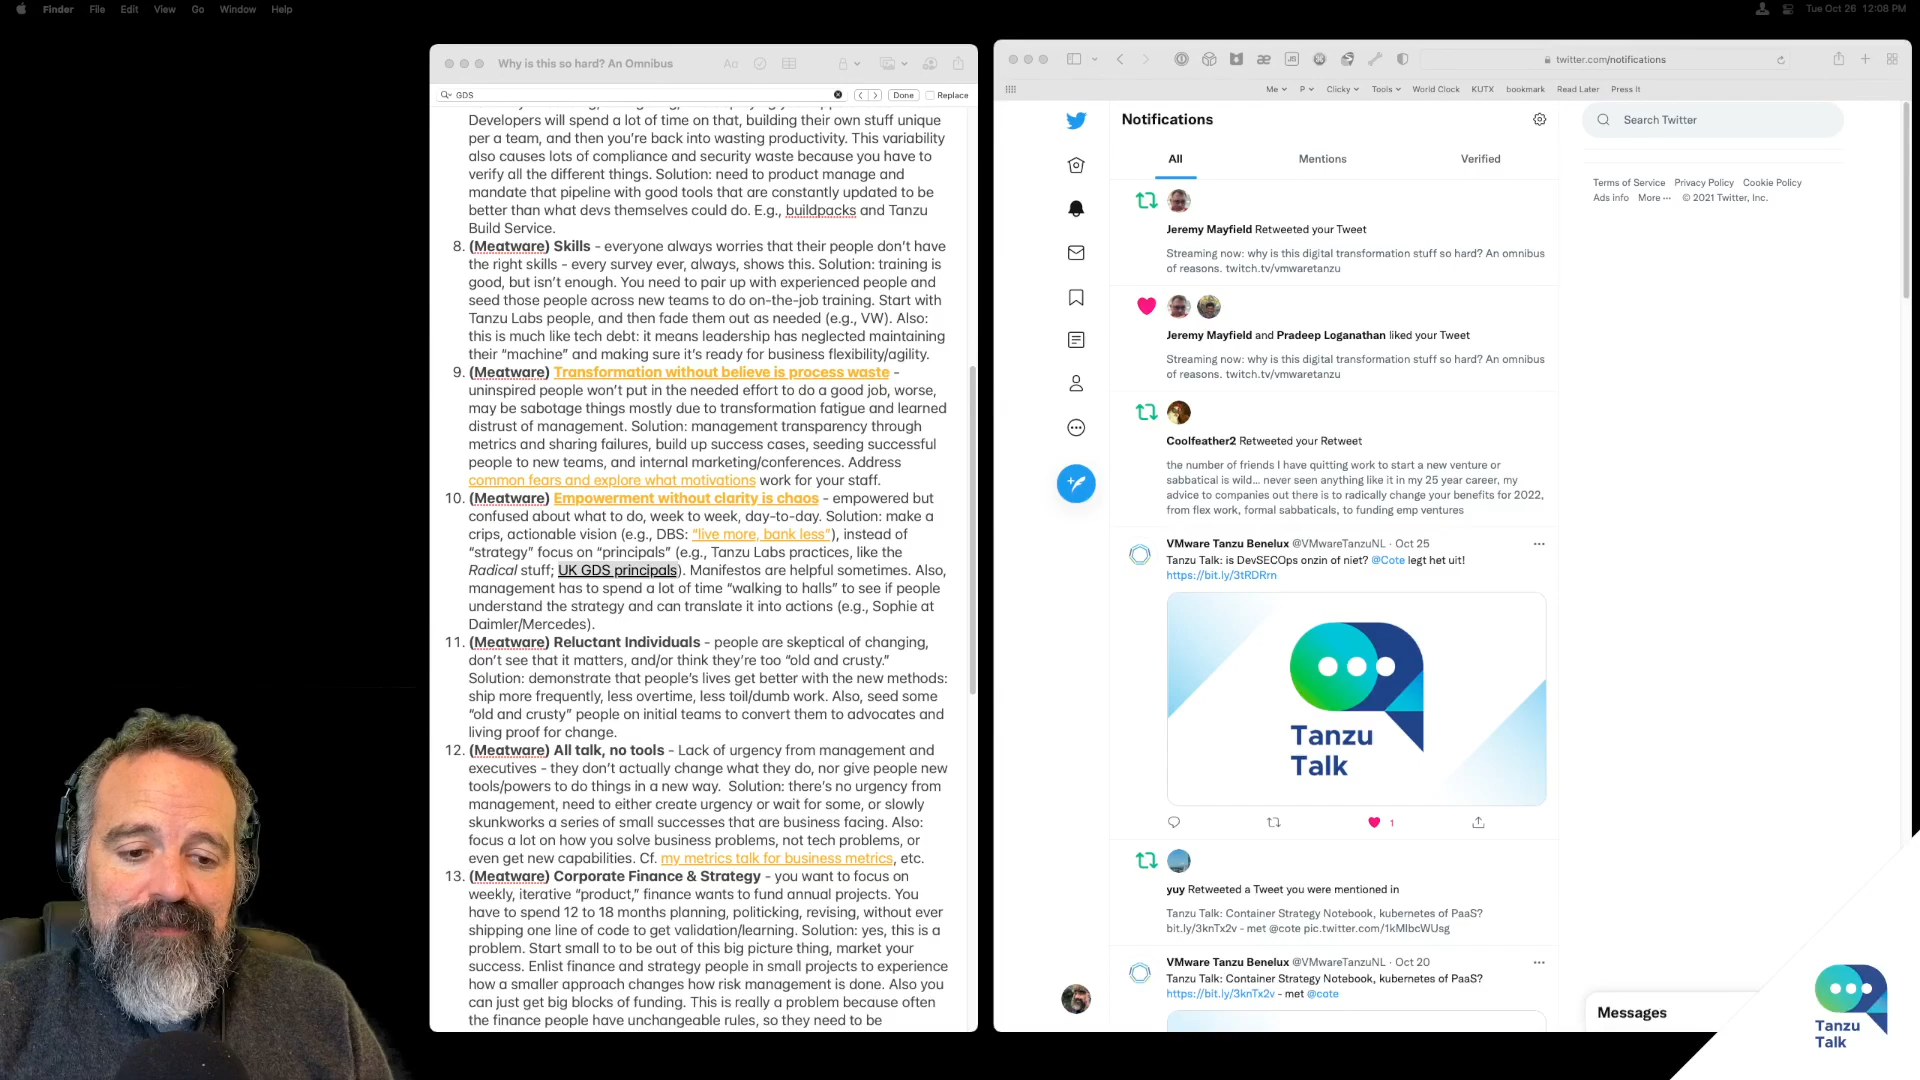 Finder File Edit View Go Window Help
Tue Oct 26 12:08 PM
Why is this so hard? An Omnibus
Aa
GDS
Done
Replace
Developers will spend a lot of time on that, building their own stuff unique
per a team, and then you're back into wasting productivity. This variability
also causes lots of compliance and security waste because you have to
verify all the different things. Solution: need to product manage and
mandate that pipeline with good tools that are constantly updated to be
better than what devs themselves could do. E.g., buildpacks and Tanzu
Build Service.
8. (Meatware) Skills - everyone always worries that their people don't have
the right skills - every survey ever, always, shows this. Solution: training is
good, but isn't enough. You need to pair up with experienced people and
seed those people across new teams to do on-the-job training. Start with
Tanzu Labs people, and then fade them out as needed (e.g., VW). Also:
this is much like tech debt: it means leadership has neglected maintaining
their "machine" and making sure it's ready for business flexibility/agility.
9. (Meatware) Transformation without believe is process waste -
uninspired people won't put in the needed effort to do a good job, worse,
may be sabotage things mostly due to transformation fatigue and learned
distrust of management. Solution: management transparency through
metrics and sharing failures, build up success cases, seeding successful
people to new teams, and internal marketing/conferences. Address
common fears and explore what motivations work for your staff.
10. (Meatware) Empowerment without clarity is chaos - empowered but
confused about what to do, week to week, day-to-day. Solution: make a
crips, actionable vision (e.g., DBS: "live more, bank less"), instead of
"strategy" focus on "principals" (e.g., Tanzu Labs practices, like the
Radical stuff; UK GDS principals). Manifestos are helpful sometimes. Also,
management has to spend a lot of time "walking to halls" to see if people
understand the strategy and can translate it into actions (e.g., Sophie at
Daimler/Mercedes).
11. (Meatware) Reluctant Individuals - people are skeptical of changing,
don't see that it matters, and/or think they're too "old and crusty."
Solution: demonstrate that people's lives get better with the new methods:
ship more frequently, less overtime, less toil/dumb work. Also, seed some
"old and crusty" people on initial teams to convert them to advocates and
living proof for change.
12. (Meatware) All talk, no tools - Lack of urgency from management and
executives - they don't actually change what they do, nor give people new
tools/powers to do things in a new way. Solution: there's no urgency from
management, need to either create urgency or wait for some, or slowly
skunkworks a series of small successes that are business facing. Also:
focus a lot on how you solve business problems, not tech problems, or
even get new capabilities. Cf. my metrics talk for business metrics, etc.
13. (Meatware) Corporate Finance & Strategy - you want to focus on
weekly, iterative "product," finance wants to fund annual projects. You
have to spend 12 to 18 months planning, politicking, revising, without ever
shipping one line of code to get validation/learning. Solution: yes, this is a
problem. Start small to to be out of this big picture thing, market your
success. Enlist finance and strategy people in small projects to experience
how a smaller approach changes how risk management is done. Also you
can just get big blocks of funding. This is really a problem because often
the finance people have unchangeable rules, so they need to be
twitter.com/notifications
Me P Clicky Tools World Clock KUTX bookmark Read Later Press It
Notifications
Search Twitter
All Mentions Verified
Terms of Service Privacy Policy Cookie Policy
Ads info More ··· © 2021 Twitter, Inc.
Jeremy Mayfield Retweeted your Tweet
Streaming now: why is this digital transformation stuff so hard? An omnibus
of reasons. twitch.tv/vmwaretanzu
Jeremy Mayfield and Pradeep Loganathan liked your Tweet
Streaming now: why is this digital transformation stuff so hard? An omnibus
of reasons. twitch.tv/vmwaretanzu
Coolfeather2 Retweeted your Retweet
the number of friends I have quitting work to start a new venture or
sabbatical is wild... never seen anything like it in my 25 year career, my
advice to companies out there is to radically change your benefits for 2022,
from flex work, formal sabbaticals, to funding emp ventures
VMware Tanzu Benelux @VMwareTanzuNL · Oct 25
Tanzu Talk: is DevSECOps onzin of niet? @Cote legt het uit!
https://bit.ly/3tRDRrn
Tanzu
Talk
1
yuy Retweeted a Tweet you were mentioned in
Tanzu Talk: Container Strategy Notebook, kubernetes of PaaS?
bit.ly/3knTx2v - met @cote pic.twitter.com/1kMlbcWUsg
VMware Tanzu Benelux @VMwareTanzuNL · Oct 20
Tanzu Talk: Container Strategy Notebook, kubernetes of PaaS?
https://bit.ly/3knTx2v - met @cote
Messages
Tanzu
Talk